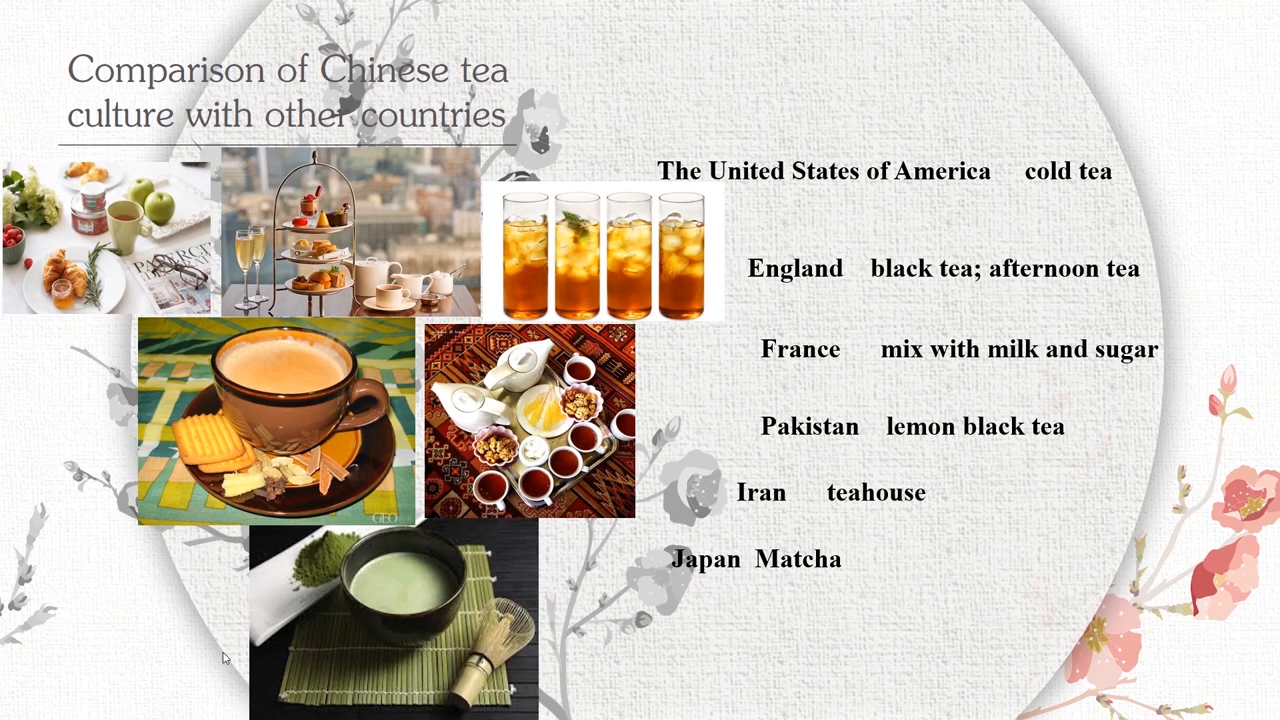 Comparison of Chinese tea
culture with other countries
The United States of America cold tea
England black tea; afternoon tea
France mix with milk and sugar
Pakistan lemon black tea
Iran teahouse
Japan Matcha
GEO